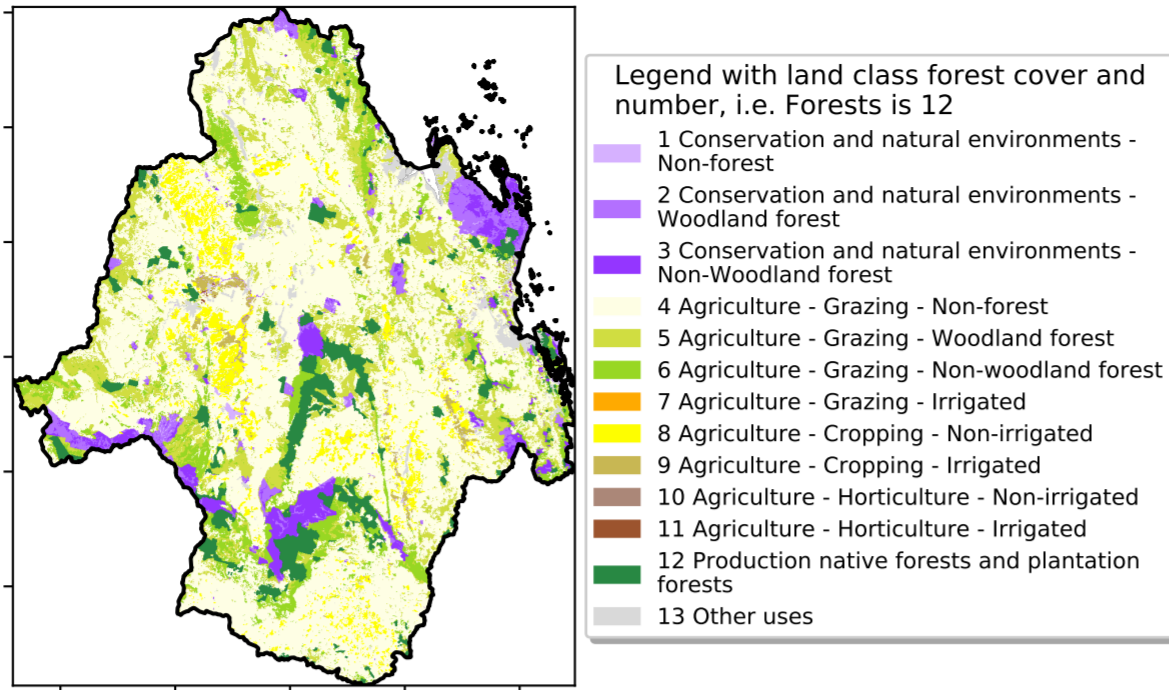 Legend with land class forest cover and
number, i.e. Forests is 12
1 Conservation and natural environments -
Non-forest
2 Conservation and natural environments -
Woodland forest
3 Conservation and natural environments -
Non-Woodland forest
4 Agriculture - Grazing - Non-forest
5 Agriculture - Grazing - Woodland forest
6 Agriculture - Grazing - Non-woodland forest
7 Agriculture - Grazing - Irrigated
8 Agriculture - Cropping - Non-irrigated
9 Agriculture - Cropping - Irrigated
10 Agriculture - Horticulture - Non-irrigated
11 Agriculture - Horticulture - Irrigated
12 Production native forests and plantation
forests
13 Other uses